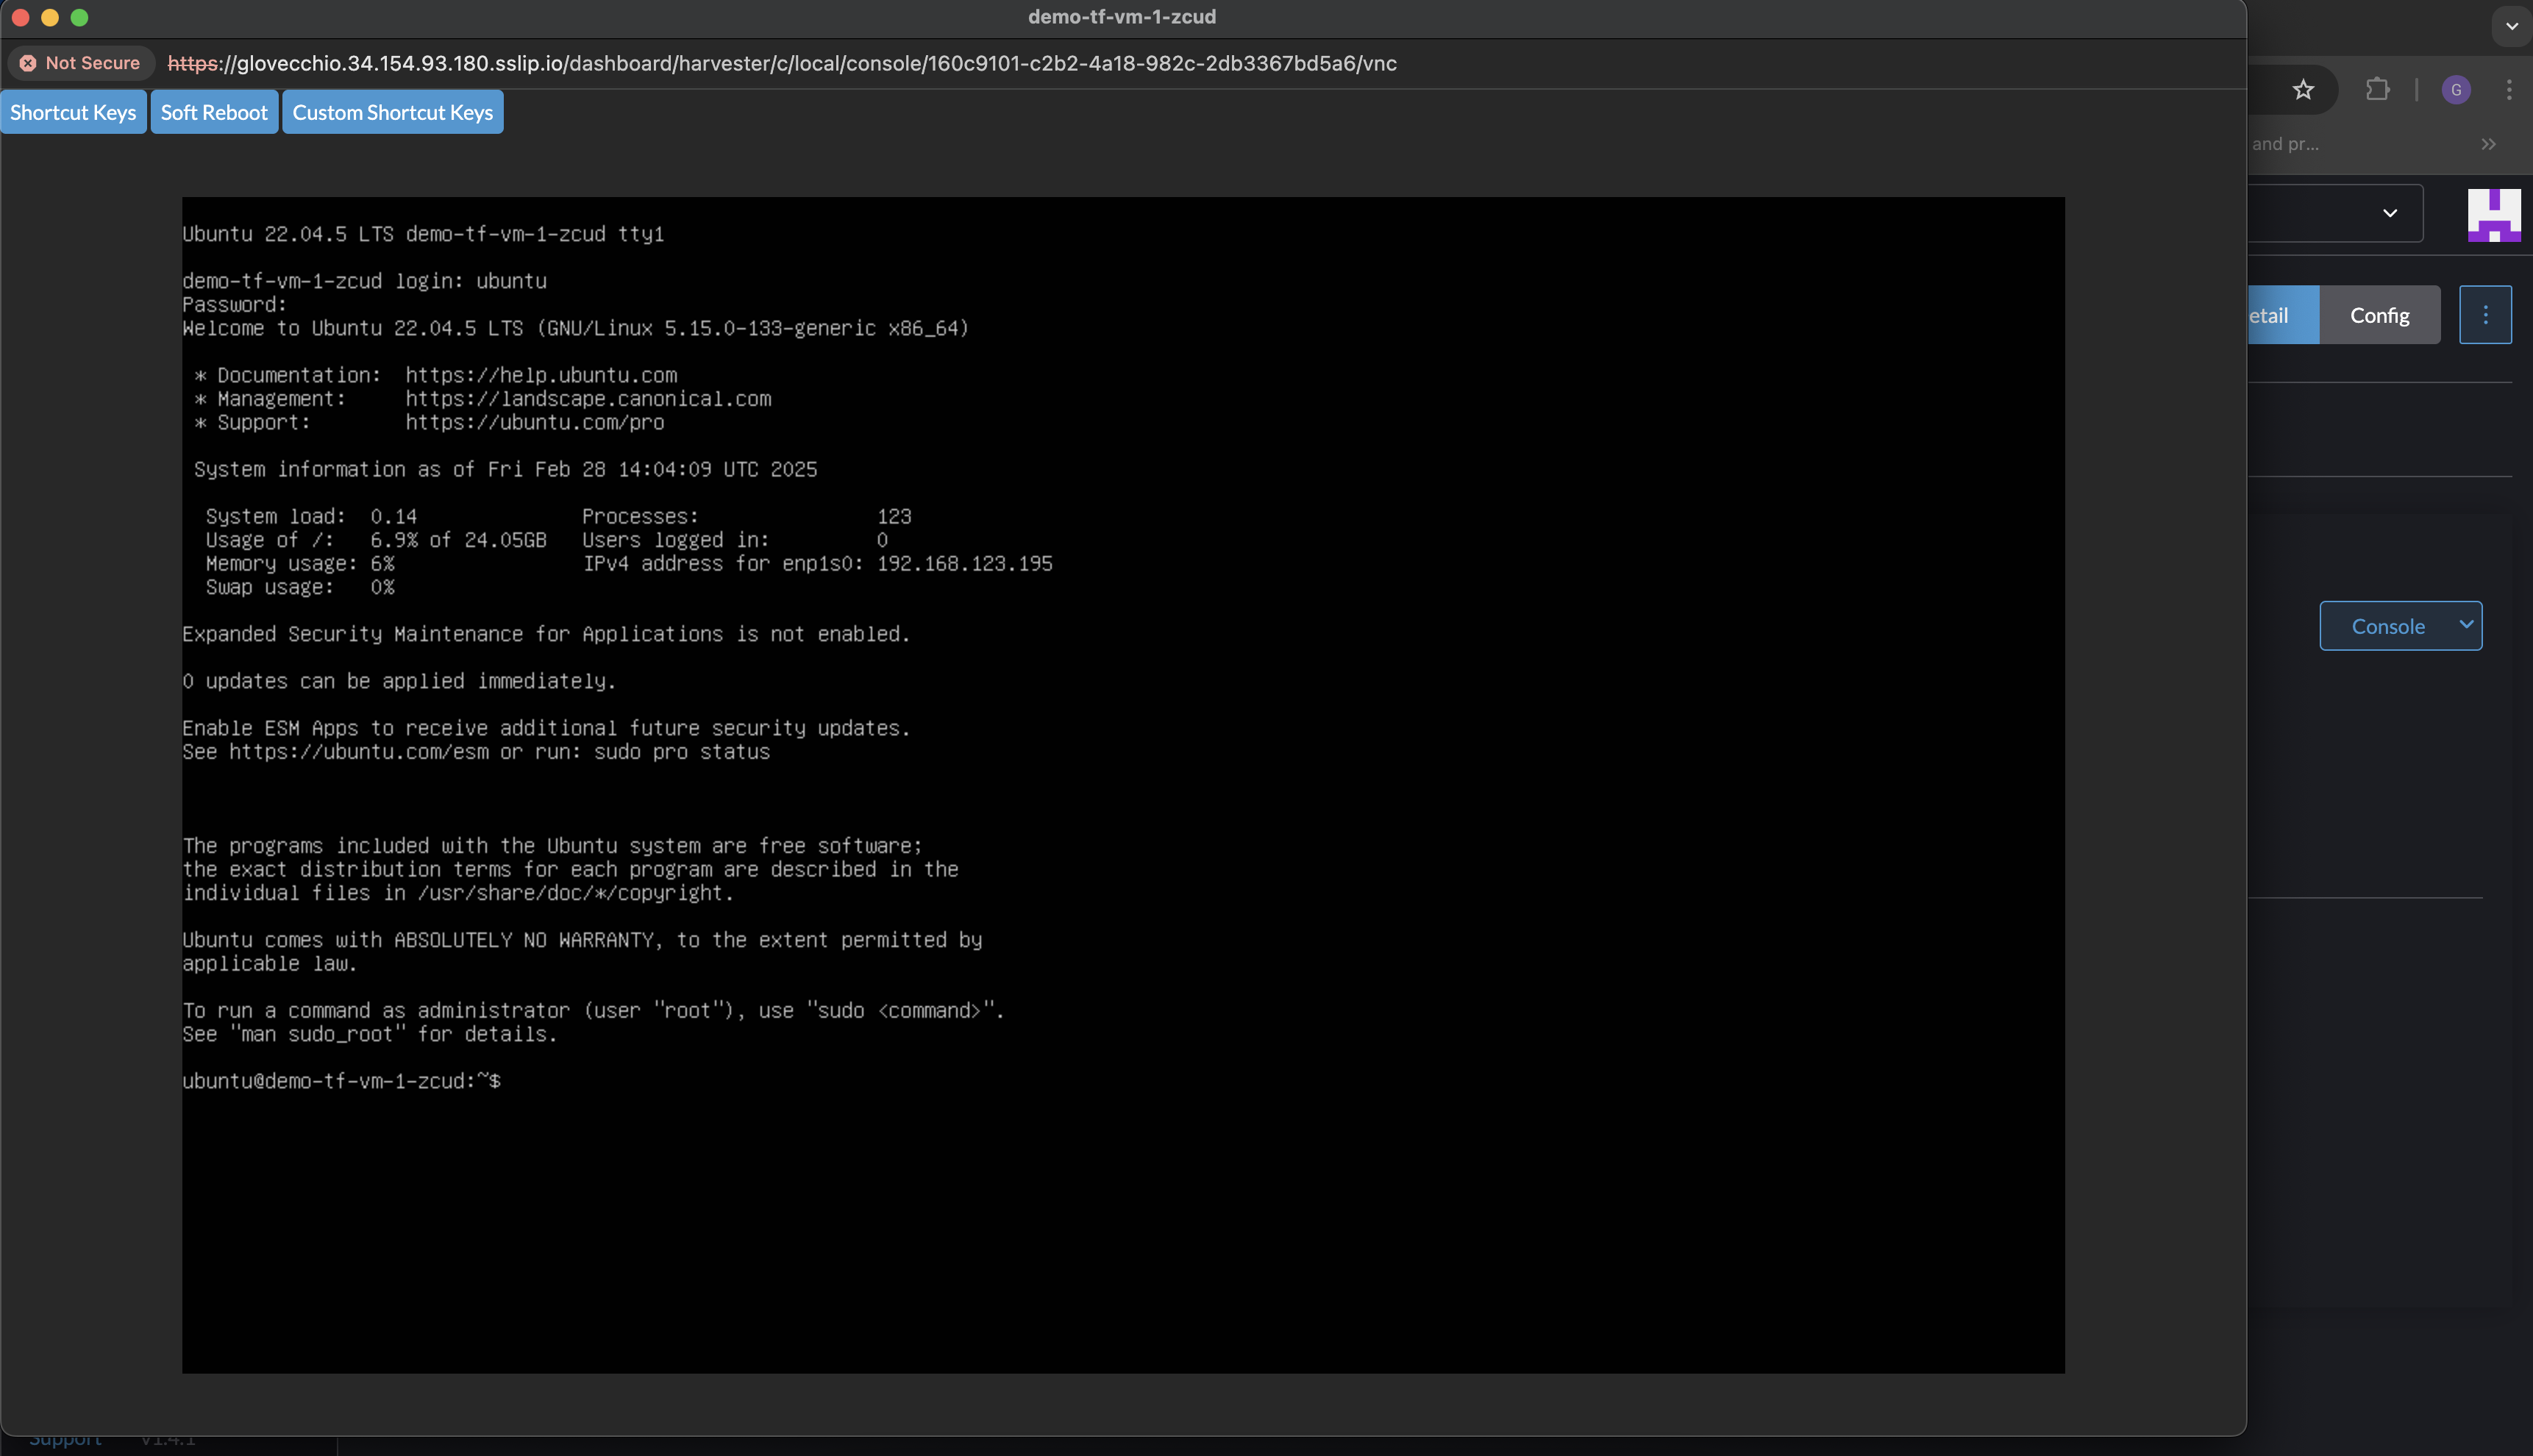 demo-tf-vm-1-zcud
Not Secure https://glovecchio.34.154.93.180.sslip.io/dashboard/harvester/c/local/console/160c9101-c2b2-4a18-982c-2db3367bd5a6/vnc
Shortcut Keys Soft Reboot Custom Shortcut Keys
G
and pr...
etail Config
Console
Ubuntu 22.04.5 LTS demo-tf-vm-1-zcud tty1
demo-tf-vm-1-zcud login: ubuntu
Password:
Welcome to Ubuntu 22.04.5 LTS (GNU/Linux 5.15.0-133-generic x86_64)
* Documentation: https://help.ubuntu.com
* Management: https://landscape.canonical.com
* Support: https://ubuntu.com/pro
System information as of Fri Feb 28 14:04:09 UTC 2025
System load: 0.14 Processes: 123
Usage of /: 6.9% of 24.05GB Users logged in: 0
Memory usage: 6% IPv4 address for enp1s0: 192.168.123.195
Swap usage: 0%
Expanded Security Maintenance for Applications is not enabled.
0 updates can be applied immediately.
Enable ESM Apps to receive additional future security updates.
See https://ubuntu.com/esm or run: sudo pro status
The programs included with the Ubuntu system are free software;
the exact distribution terms for each program are described in the
individual files in /usr/share/doc/*/copyright.
Ubuntu comes with ABSOLUTELY NO WARRANTY, to the extent permitted by
applicable law.
To run a command as administrator (user "root"), use "sudo <command>".
See "man sudo_root" for details.
ubuntu@demo-tf-vm-1-zcud:~$
Support v1.4.1